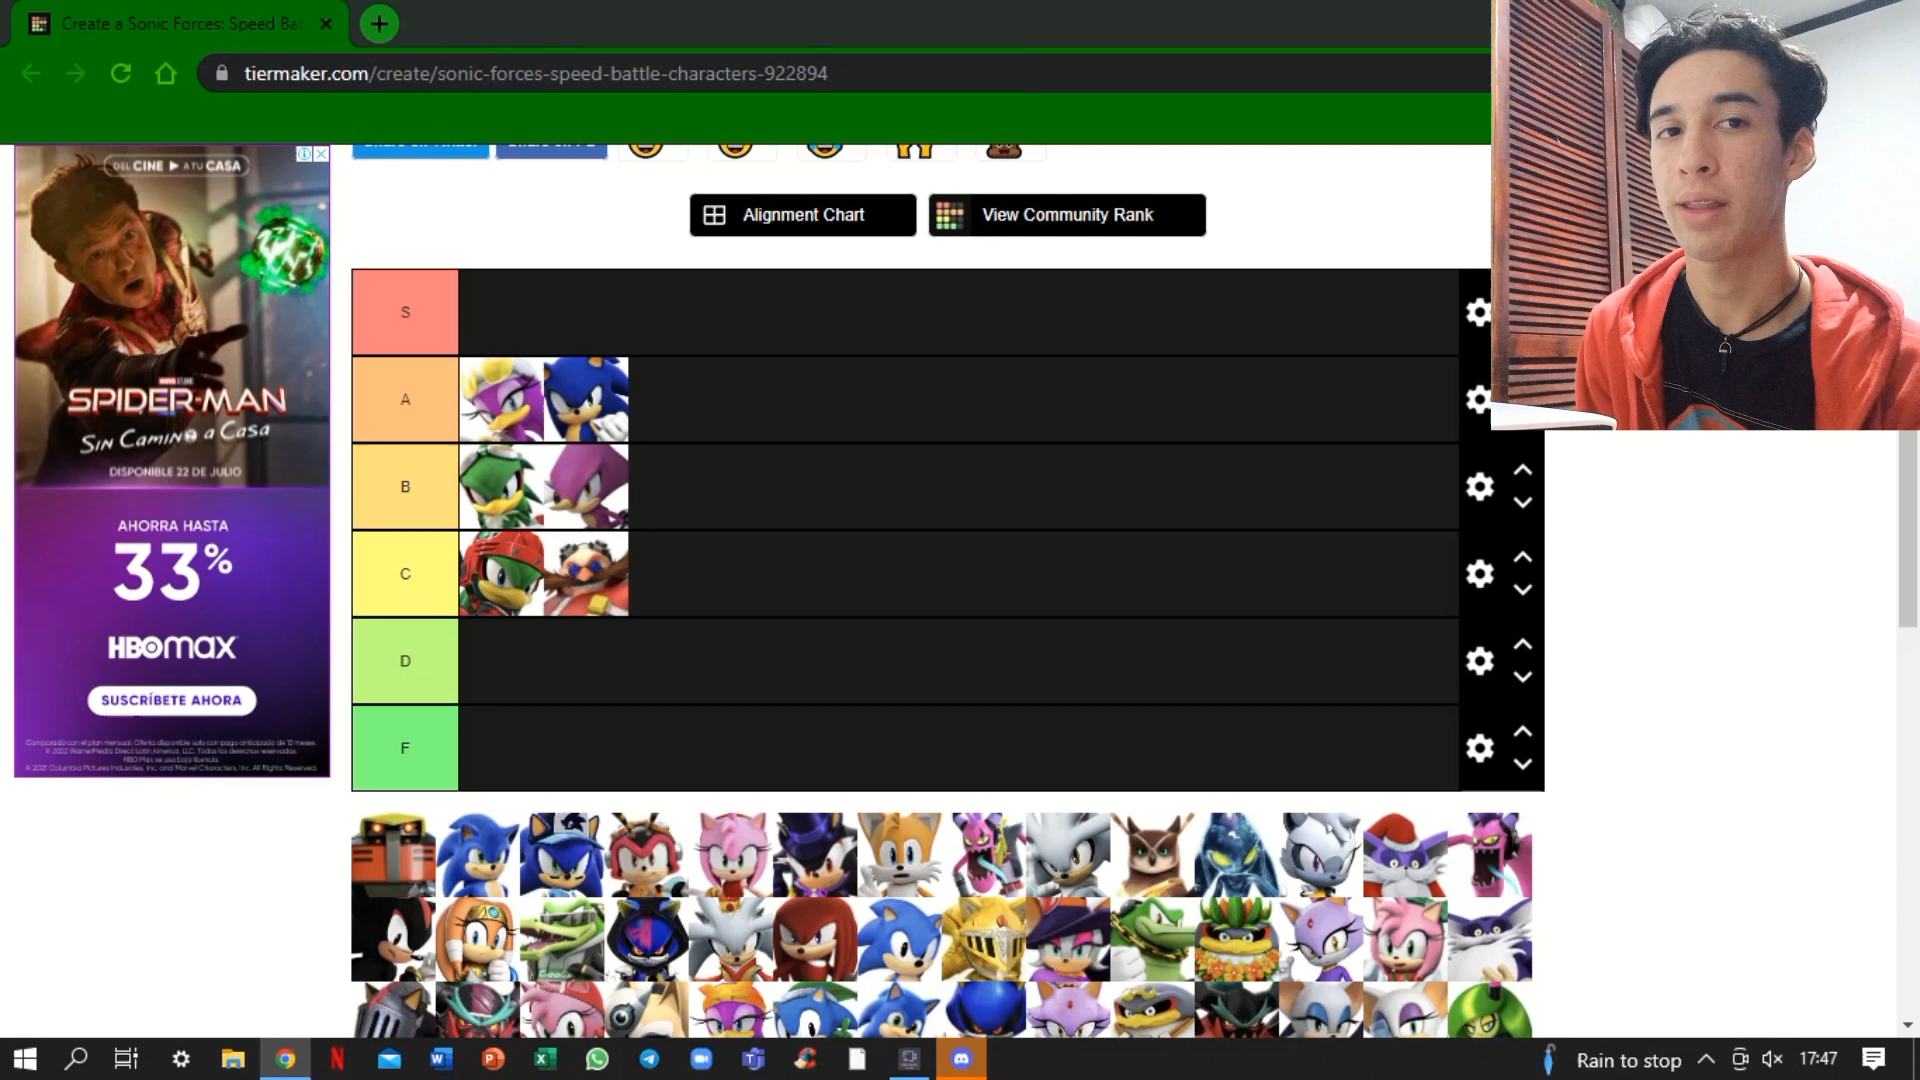 Create a Sonic Forces: Speed Bat
tiermaker.com/create/sonic-forces-speed-battle-characters-922894
DEL CINE ▶ A TU CASA
Alignment Chart
View Community Rank
S
A
B
C
D
F
SPIDER-MAN
SIN CAMINO A CASA
DISPONIBLE 22 DE JULIO
AHORRA HASTA
33%
HBOMAX
SUSCRÍBETE AHORA
Rain to stop
17:47